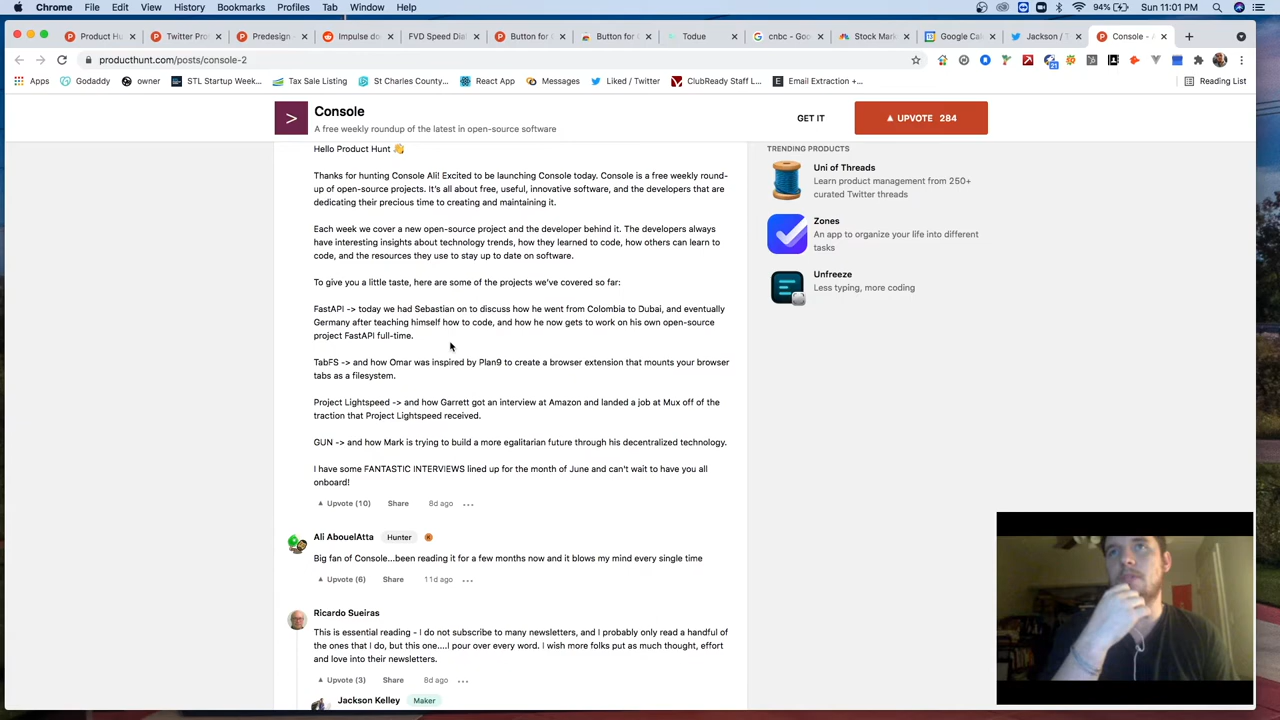 Chrome File Edit View History Bookmarks Profiles Tab Window Help 94% Sun 11:01 PM
Product Hu Twitter Pro Predesign - Impulse do FVD Speed Dial Button for Button for G Todue cnbc - Goog Stock Mark Google Cal Jackson / T Console - A
producthunt.com/posts/console-2
21
Apps Godaddy owner STL Startup Week... Tax Sale Listing St Charles County... React App Messages Liked / Twitter ClubReady Staff L... Email Extraction +... Reading List
Console
A free weekly roundup of the latest in open-source software
GET IT
▲ UPVOTE 284
Hello Product Hunt 👋
Thanks for hunting Console Ali! Excited to be launching Console today. Console is a free weekly round-
up of open-source projects. It's all about free, useful, innovative software, and the developers that are
dedicating their precious time to creating and maintaining it.
Each week we cover a new open-source project and the developer behind it. The developers always
have interesting insights about technology trends, how they learned to code, how others can learn to
code, and the resources they use to stay up to date on software.
To give you a little taste, here are some of the projects we've covered so far:
FastAPI -> today we had Sebastian on to discuss how he went from Colombia to Dubai, and eventually
Germany after teaching himself how to code, and how he now gets to work on his own open-source
project FastAPI full-time.
TabFS -> and how Omar was inspired by Plan9 to create a browser extension that mounts your browser
tabs as a filesystem.
Project Lightspeed -> and how Garrett got an interview at Amazon and landed a job at Mux off of the
traction that Project Lightspeed received.
GUN -> and how Mark is trying to build a more egalitarian future through his decentralized technology.
I have some FANTASTIC INTERVIEWS lined up for the month of June and can't wait to have you all
onboard!
▲ Upvote (10) Share 8d ago ...
Ali AbouelAtta Hunter K
Big fan of Console...been reading it for a few months now and it blows my mind every single time
▲ Upvote (6) Share 11d ago ...
Ricardo Sueiras
This is essential reading - I do not subscribe to many newsletters, and I probably only read a handful of
the ones that I do, but this one....I pour over every word. I wish more folks put as much thought, effort
and love into their newsletters.
▲ Upvote (3) Share 8d ago ...
Jackson Kelley Maker
TRENDING PRODUCTS
Uni of Threads
Learn product management from 250+
curated Twitter threads
Zones
An app to organize your life into different
tasks
Unfreeze
Less typing, more coding